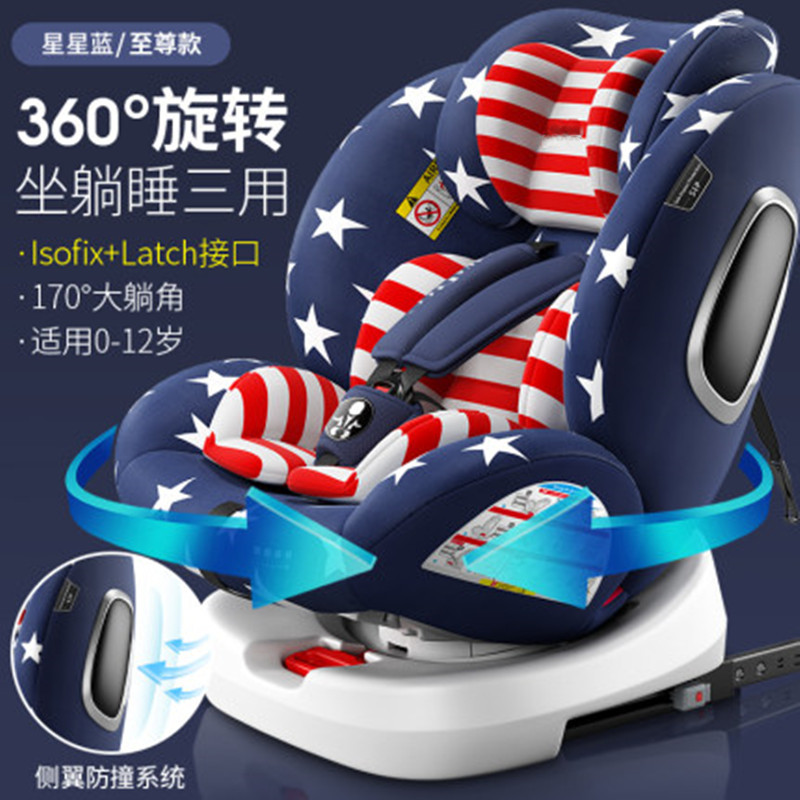 星星蓝/至尊款
360°旋转
坐躺睡三用
·Isofix+Latch接口
·170°大躺角
·适用0-12岁
SIP
侧翼防撞系统